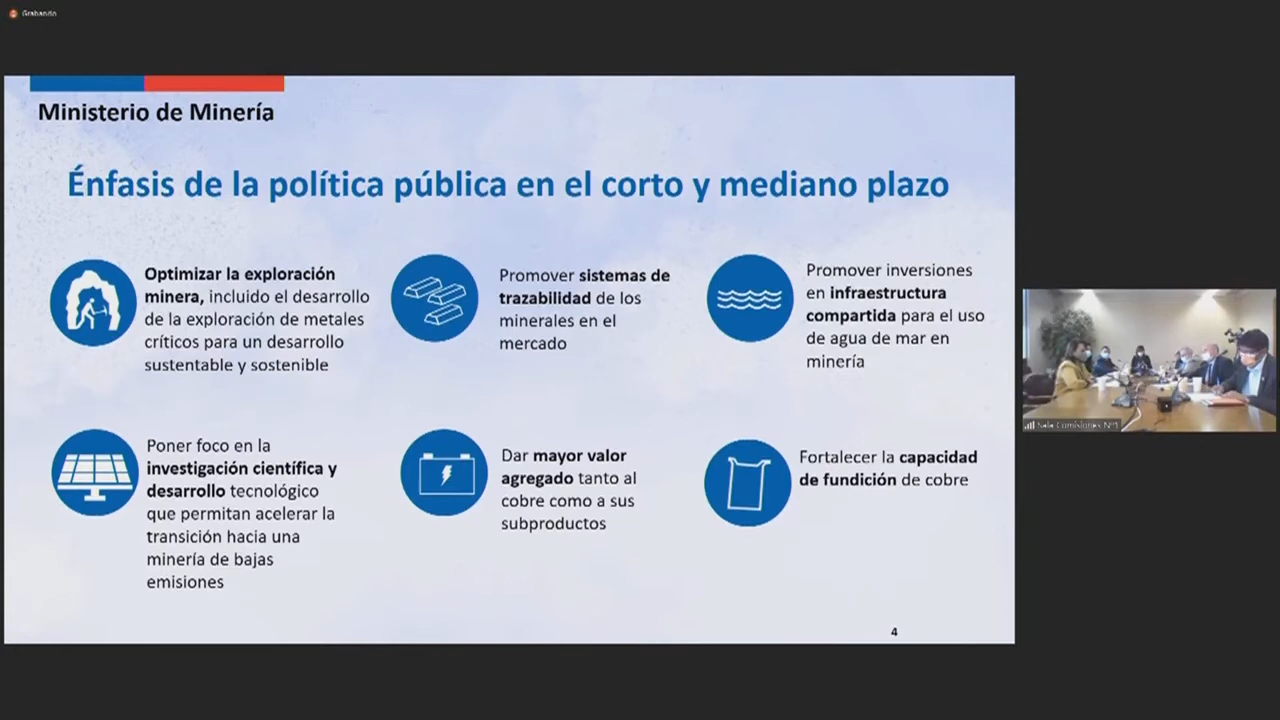 Grabando
Ministerio de Minería
Énfasis de la política pública en el corto y mediano plazo
Optimizar la exploración
minera, incluido el desarrollo
de la exploración de metales
críticos para un desarrollo
sustentable y sostenible
Promover sistemas de
trazabilidad de los
minerales en el
mercado
Promover inversiones
en infraestructura
compartida para el uso
de agua de mar en
minería
Poner foco en la
investigación científica y
desarrollo tecnológico
que permitan acelerar la
transición hacia una
minería de bajas
emisiones
Dar mayor valor
agregado tanto al
cobre como a sus
subproductos
Fortalecer la capacidad
de fundición de cobre
4
Sala Comisiones N°1